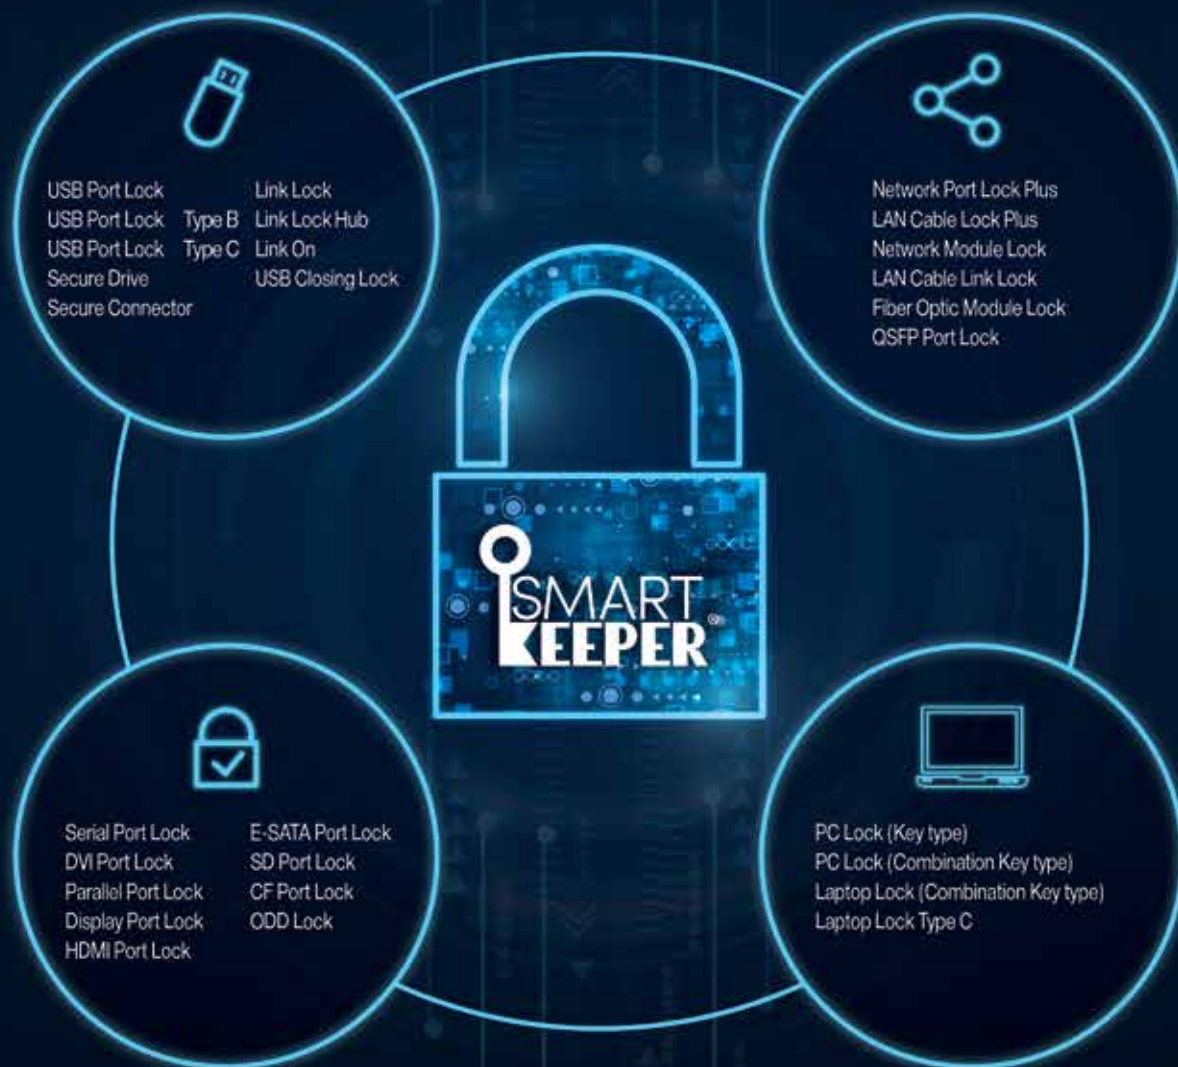 USB Port Lock
USB Port Lock Type B
USB Port Lock Type C
Secure Drive
Secure Connector
Link Lock
Link Lock Hub
Link On
USB Closing Lock
Network Port Lock Plus
LAN Cable Lock Plus
Network Module Lock
LAN Cable Link Lock
Fiber Optic Module Lock
QSFP Port Lock
SMART
KEEPER
Serial Port Lock
DVI Port Lock
Parallel Port Lock
Display Port Lock
HDMI Port Lock
E-SATA Port Lock
SD Port Lock
CF Port Lock
ODD Lock
PC Lock (Key type)
PC Lock (Combination Key type)
Laptop Lock (Combination Key type)
Laptop Lock Type C